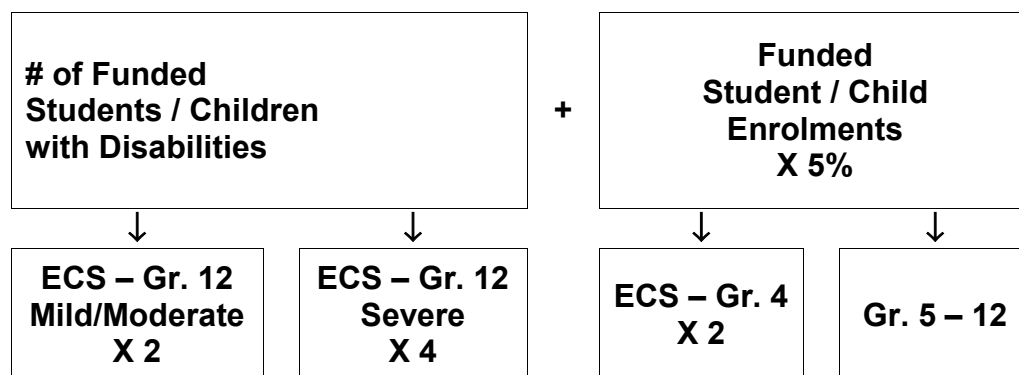 # of Funded
Students / Children
with Disabilities
+
Funded
Student / Child
Enrolments
X 5%
↓
↓
↓
↓
ECS – Gr. 12
Mild/Moderate
X 2
ECS – Gr. 12
Severe
X 4
ECS – Gr. 4
X 2
Gr. 5 – 12